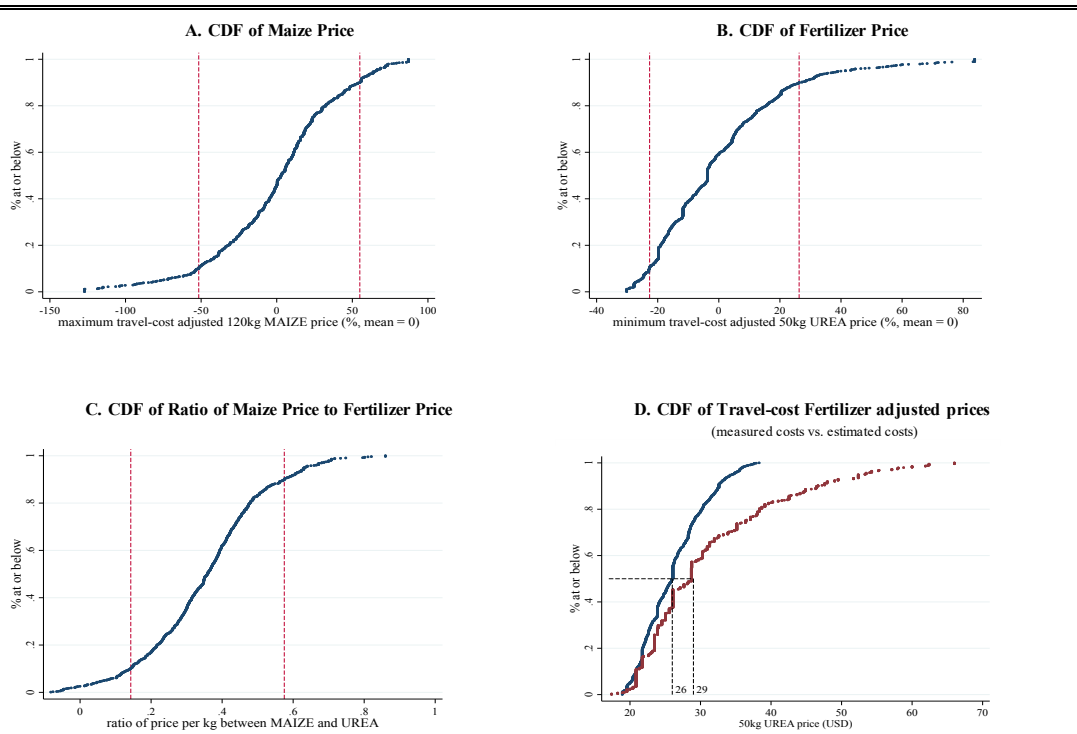 A. CDF of Maize Price
% at or below
0 .2 .4 .6 .8 1
-150 -100 -50 0 50 100
maximum travel-cost adjusted 120kg MAIZE price (%, mean = 0)
B. CDF of Fertilizer Price
% at or below
0 .2 .4 .6 .8 1
-40 -20 0 20 40 60 80
minimum travel-cost adjusted 50kg UREA price (%, mean = 0)
C. CDF of Ratio of Maize Price to Fertilizer Price
% at or below
0 .2 .4 .6 .8 1
0 .2 .4 .6 .8 1
ratio of price per kg between MAIZE and UREA
D. CDF of Travel-cost Fertilizer adjusted prices
(measured costs vs. estimated costs)
% at or below
0 .2 .4 .6 .8 1
26 29
20 30 40 50 60 70
50kg UREA price (USD)